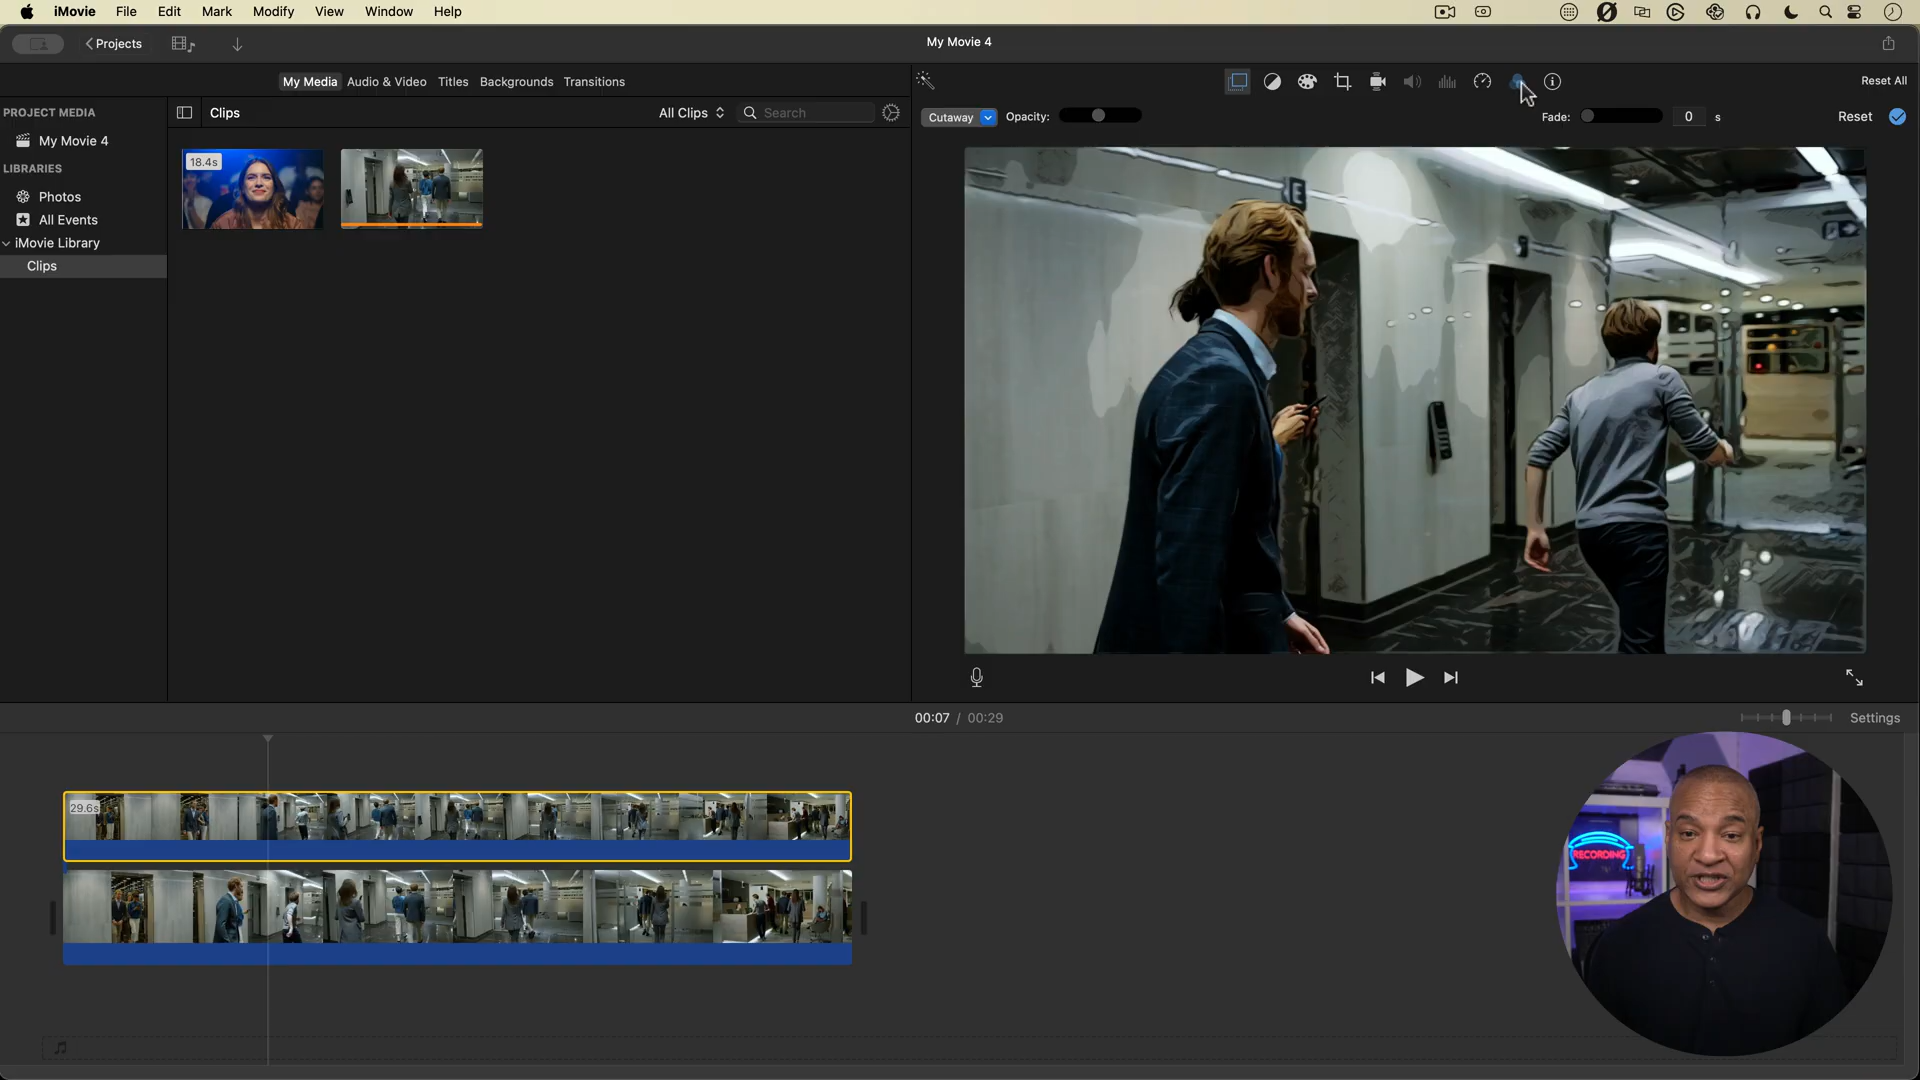 iMovie File Edit Mark Modify View Window Help
Projects
My Movie 4
My Media Audio & Video Titles Backgrounds Transitions
Reset All
PROJECT MEDIA
My Movie 4
LIBRARIES
Photos
All Events
iMovie Library
Clips
Clips
All Clips
Search
Cutaway
Opacity:
Fade:
0 s
Reset
18.4s
E
00:07 / 00:29
Settings
29.6s
RECORDING